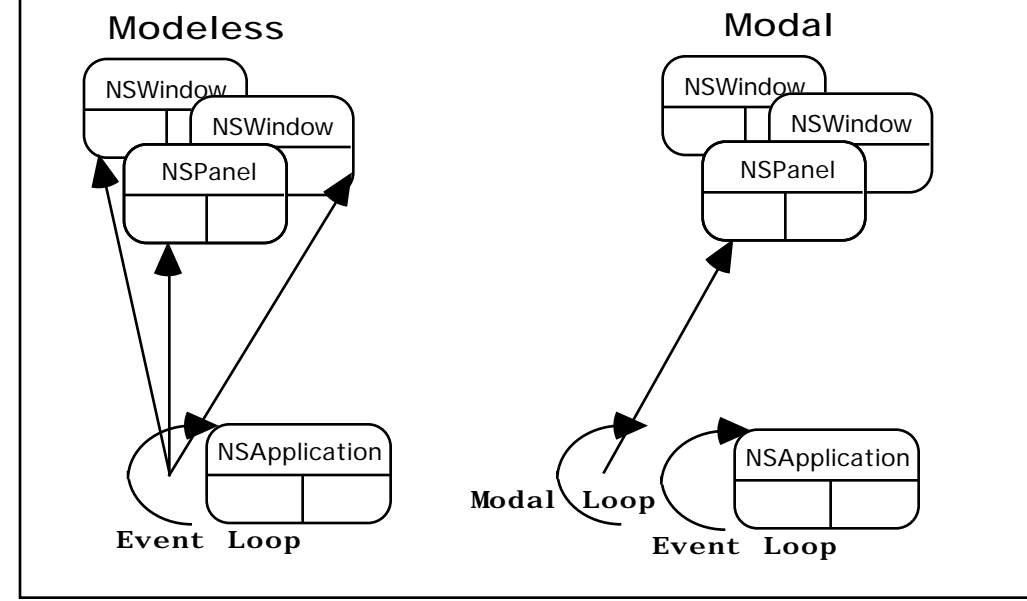 Modeless
NSWindow
NSWindow
NSPanel
NSApplication
Event Loop
Modal
NSWindow
NSWindow
NSPanel
NSApplication
Modal Loop
Event Loop